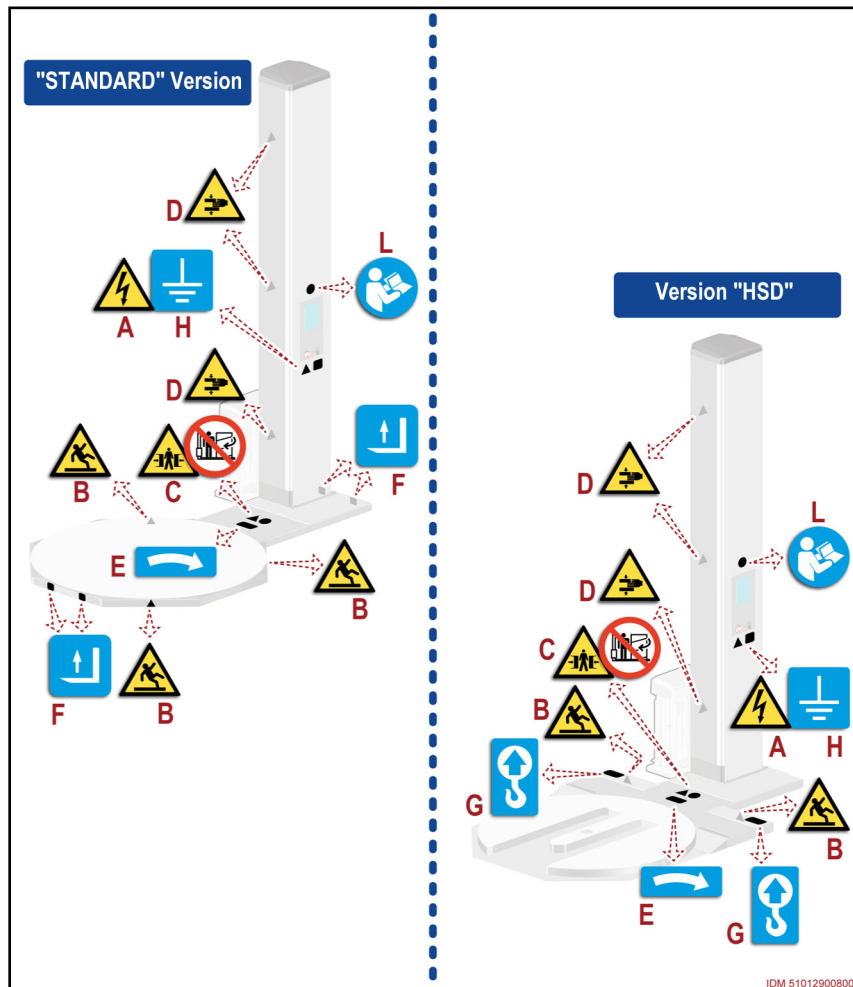 "STANDARD" Version
D
L
A
H
D
B
C
F
E
B
F
B
Version "HSD"
D
L
D
C
B
A
H
G
B
E
G
IDM 51012900800